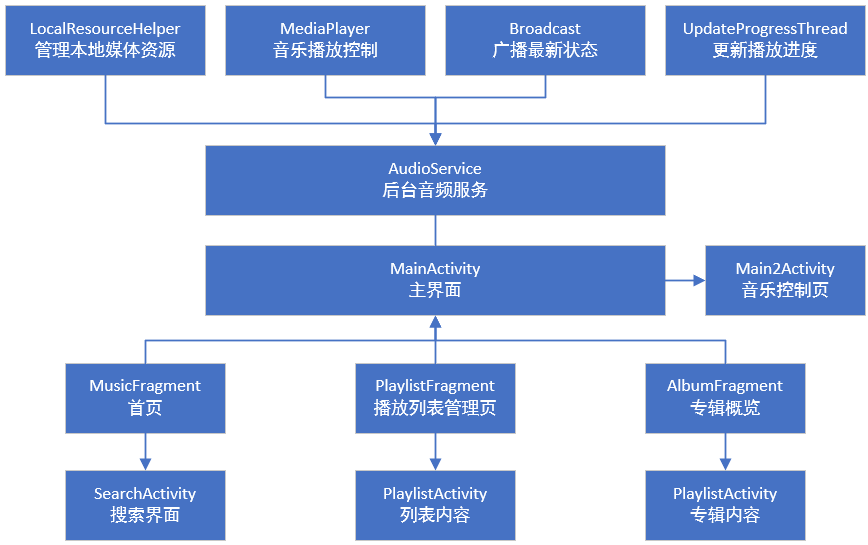 LocalResourceHelper
管理本地媒体资源
MediaPlayer
音乐播放控制
Broadcast
广播最新状态
UpdateProgressThread
更新播放进度
AudioService
后台音频服务
MainActivity
主界面
Main2Activity
音乐控制页
MusicFragment
首页
PlaylistFragment
播放列表管理页
AlbumFragment
专辑概览
SearchActivity
搜索界面
PlaylistActivity
列表内容
PlaylistActivity
专辑内容